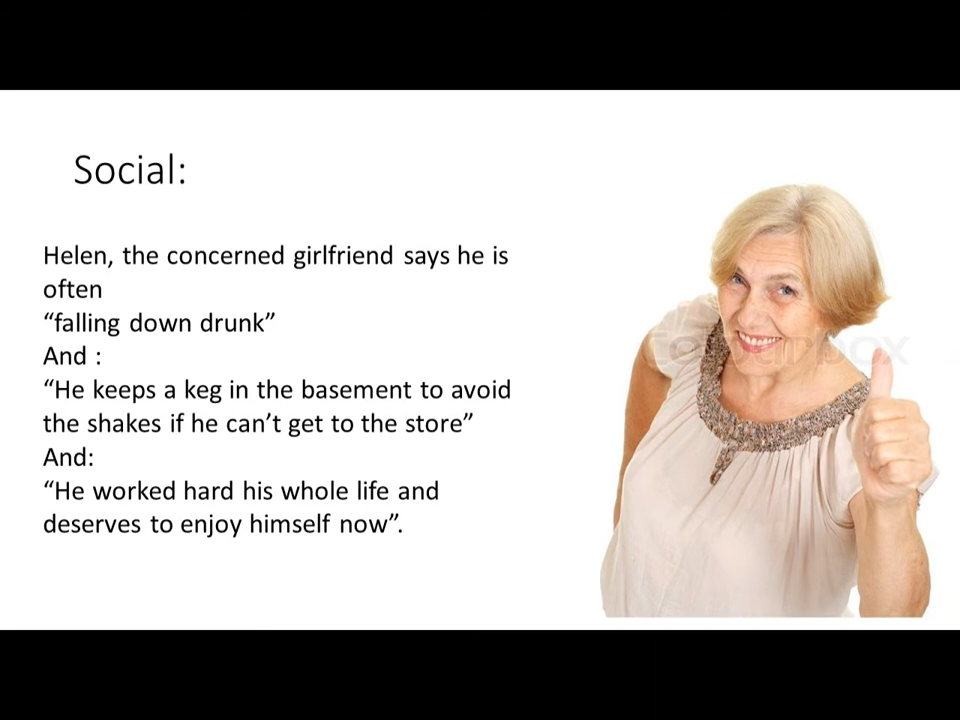 Social:
Helen, the concerned girlfriend says he is
often
“falling down drunk”
And :
“He keeps a keg in the basement to avoid
the shakes if he can’t get to the store”
And:
“He worked hard his whole life and
deserves to enjoy himself now”.